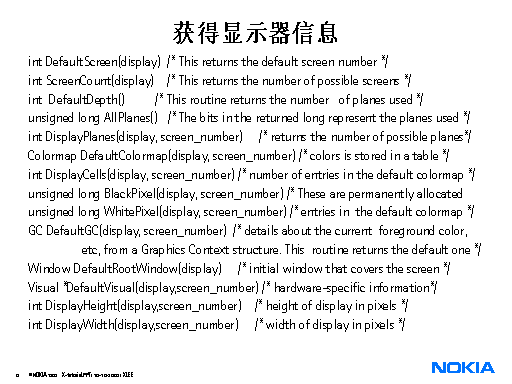 获得显示器信息
int DefaultScreen(display) /* This returns the default screen number */
int ScreenCount(display) /* This returns the number of possible screens */
int DefaultDepth() /* This routine returns the number of planes used */
unsigned long AllPlanes() /* The bits in the returned long represent the planes used */
int DisplayPlanes(display, screen_number) /* returns the number of possible planes*/
Colormap DefaultColormap(display, screen_number) /* colors is stored in a table */
int DisplayCells(display, screen_number) /* number of entries in the default colormap */
unsigned long BlackPixel(display, screen_number) /* These are permanently allocated
unsigned long WhitePixel(display, screen_number) /* entries in the default colormap */
GC DefaultGC(display, screen_number) /* details about the current foreground color,
etc, from a Graphics Context structure. This routine returns the default one */
Window DefaultRootWindow(display) /* initial window that covers the screen */
Visual *DefaultVisual(display,screen_number) /* hardware-specific information*/
int DisplayHeight(display,screen_number) /* height of display in pixels */
int DisplayWidth(display,screen_number) /* width of display in pixels */
NOKIA
NOKIA